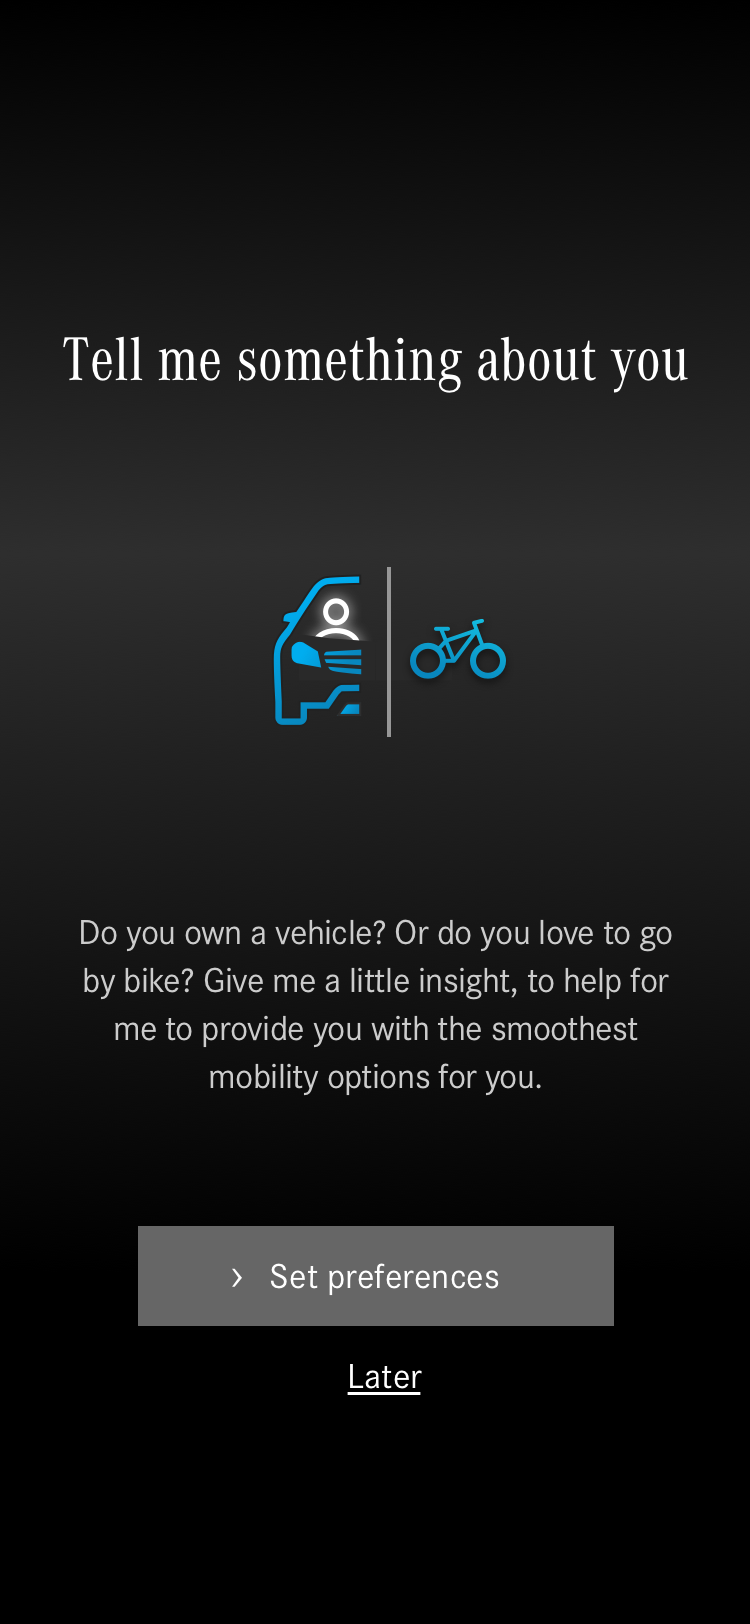 Tell me something about you
Do you own a vehicle? Or do you love to go
by bike? Give me a little insight, to help for
me to provide you with the smoothest
mobility options for you.
Set preferences
Later